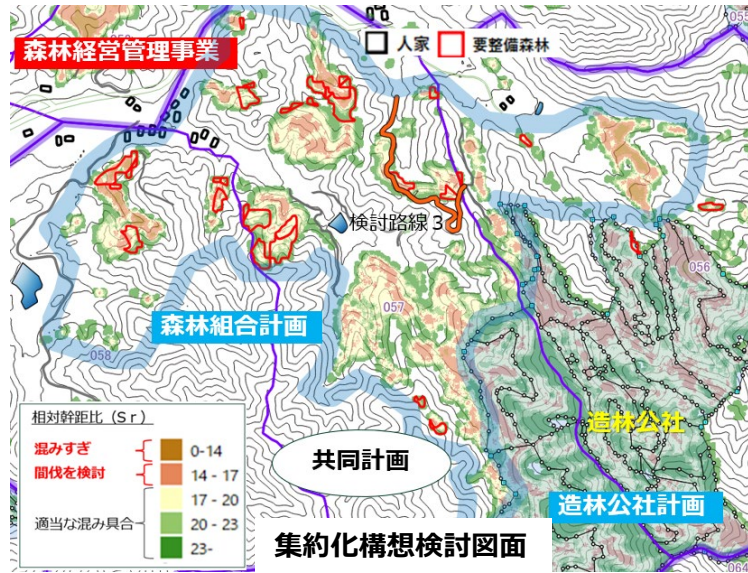 055
森林経営管理事業
人家
要整備森林
検討路線3
056
057
森林組合計画
058
造林公社
相対幹距比(Sr)
混みすぎ
0-14
間伐を検討
14 - 17
17 - 20
適当な混み具合
20 - 23
23-
共同計画
造林公社計画
集約化構想検討図面
064